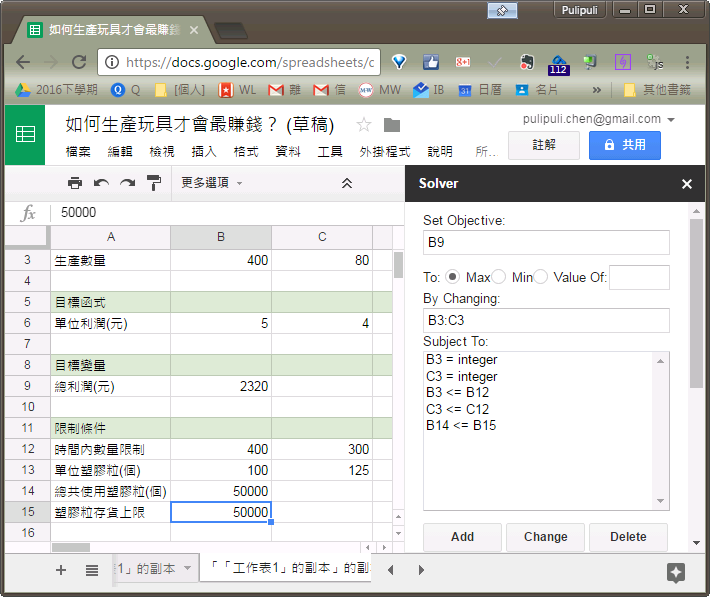 Pulipuli
如何生產玩具才會最賺錢
https://docs.google.com/spreadsheets/c
112
js
2016下學期 Q [個人] WL 離 信 MW IB 31 日曆 名片 » 其他書籤
如何生產玩具才會最賺錢？ (草稿)
pulipuli.chen@gmail.com
檔案 編輯 檢視 插入 格式 資料 工具 外掛程式 說明 所..
註解 共用
更多選項
Solver
fx 50000
A B C
3 生產數量 400 80
4
5 目標函式
6 單位利潤(元) 5 4
7
8 目標變量
9 總利潤(元) 2320
10
11 限制條件
12 時間內數量限制 400 300
13 單位塑膠粒(個) 100 125
14 總共使用塑膠粒(個) 50000
15 塑膠粒存貨上限 50000
16
Set Objective:
B9
To: Max Min Value Of:
By Changing:
B3:C3
Subject To:
B3 = integer
C3 = integer
B3 <= B12
C3 <= C12
B14 <= B15
Add Change Delete
1」的副本 「「工作表1」的副本」的副